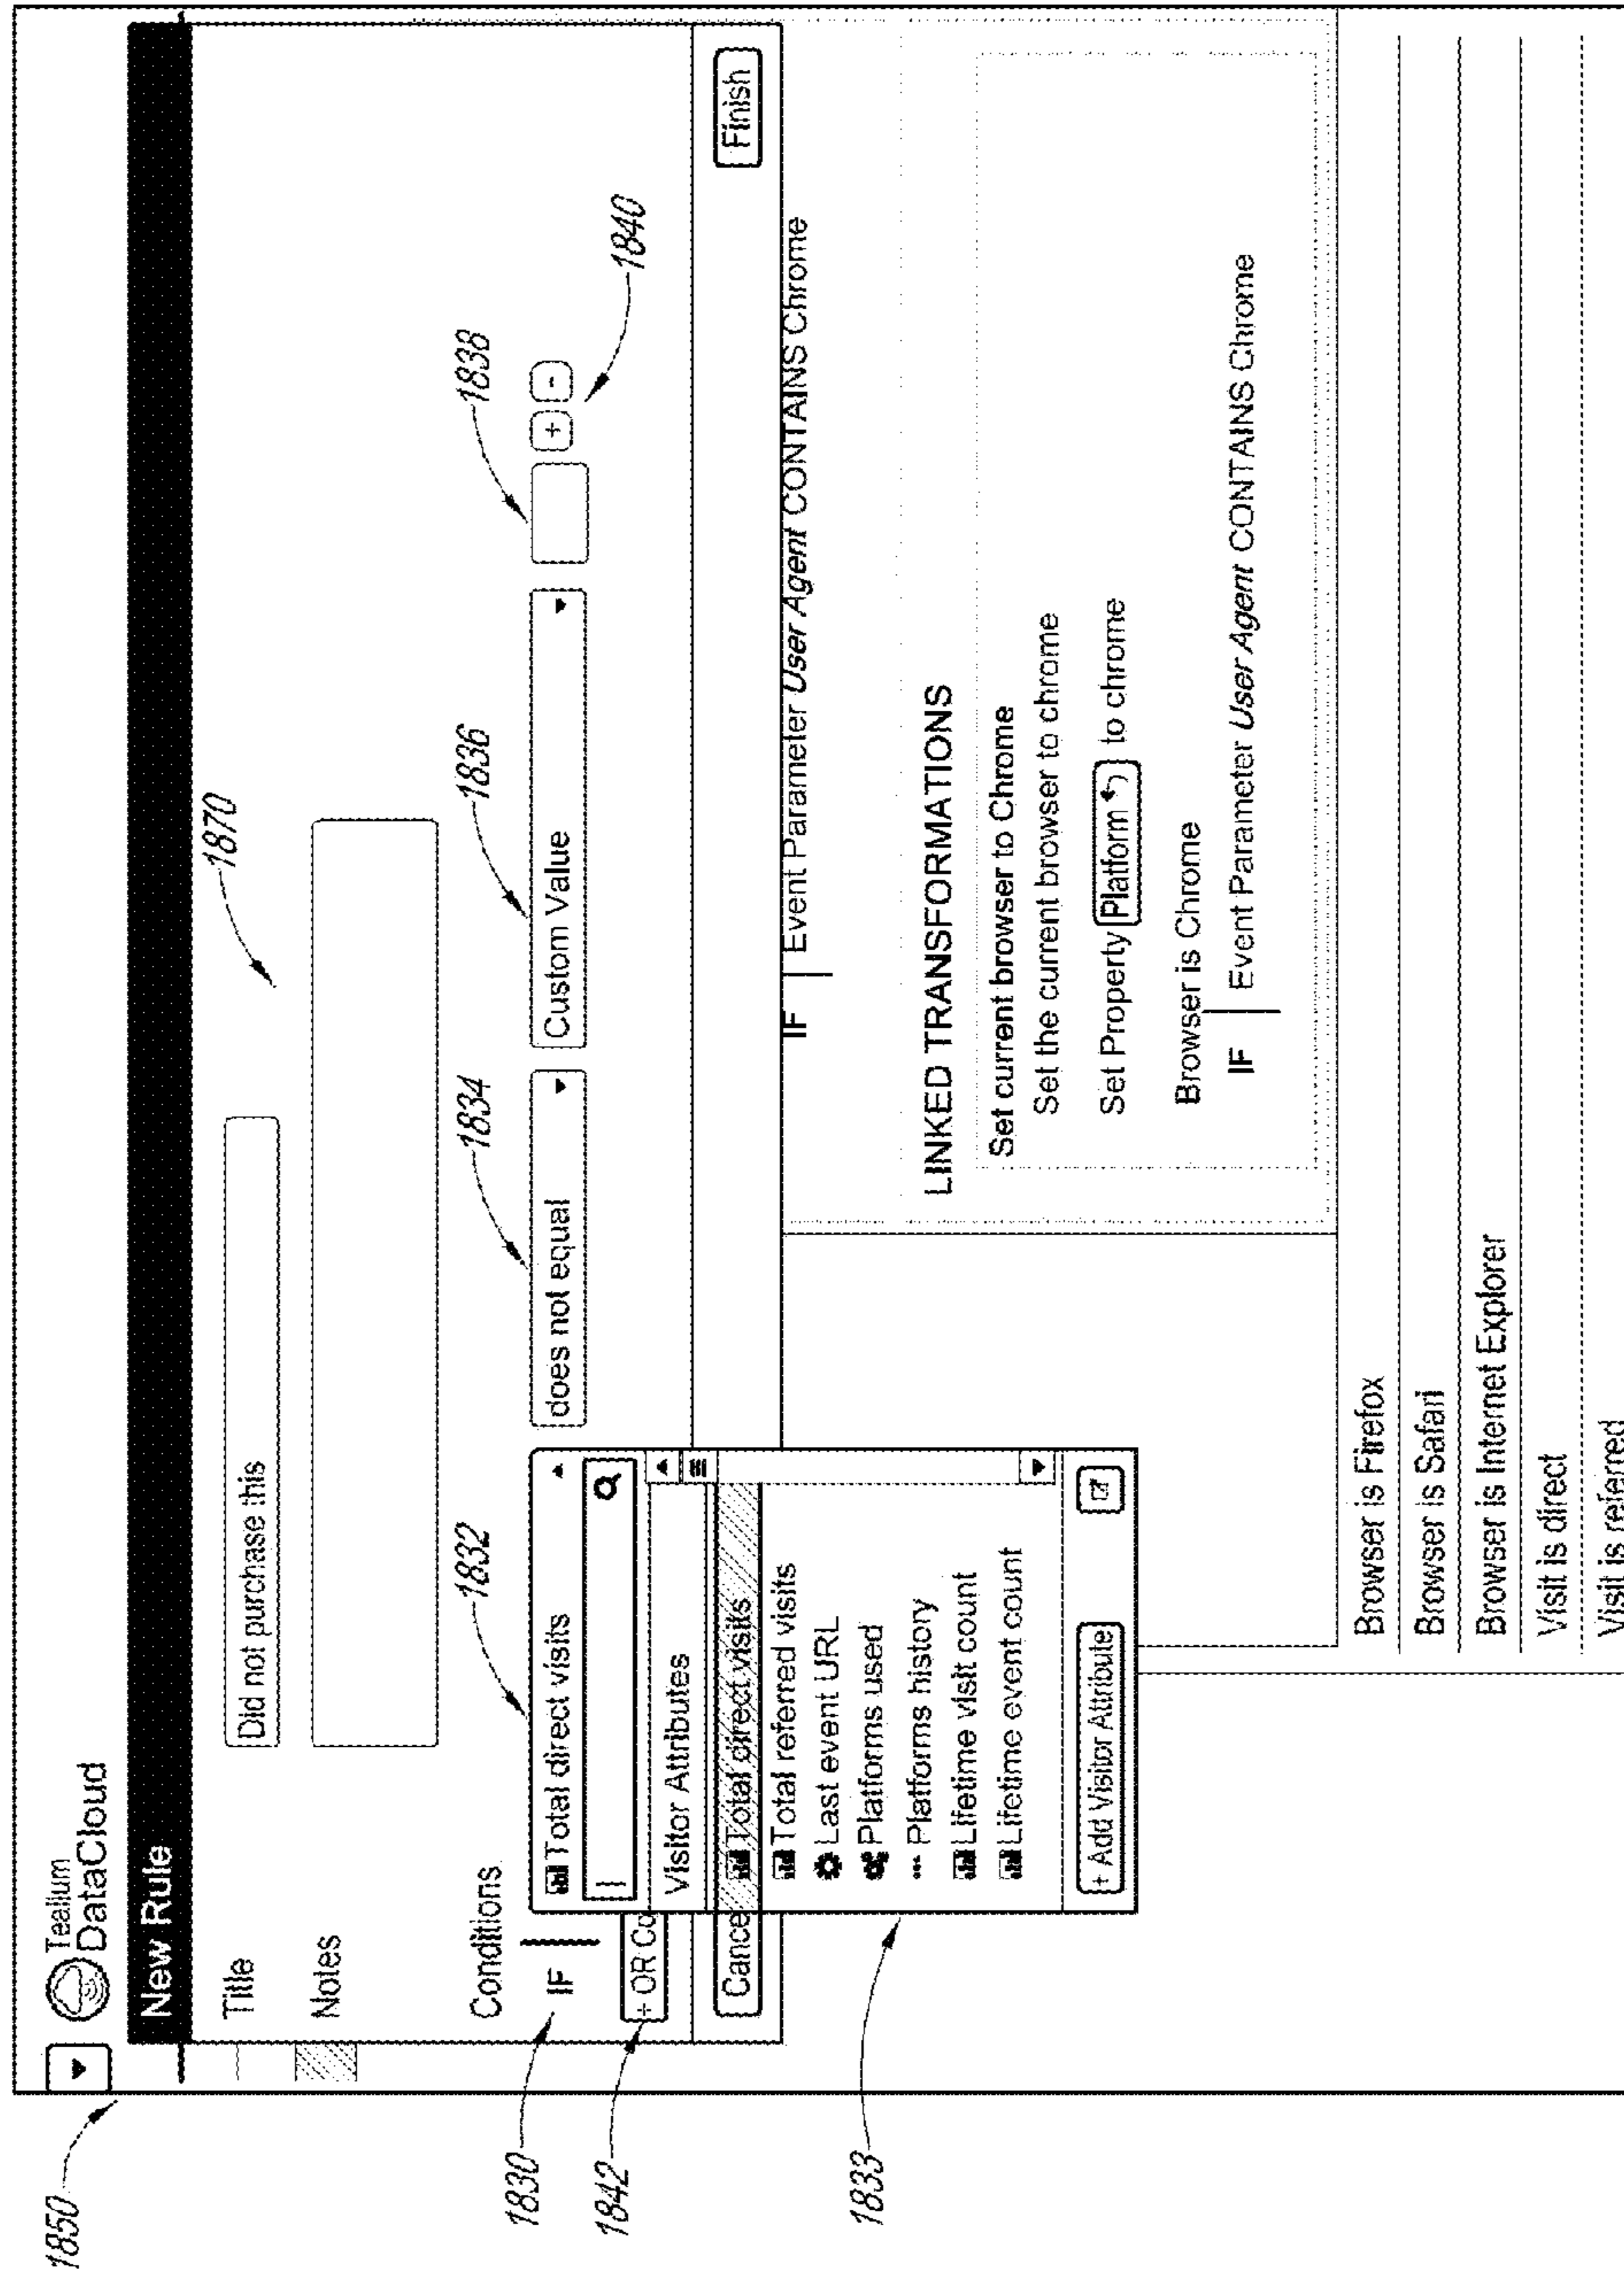 1850
Tealium
DataCloud
New Rule
Title
Did not purchase this
1870
Notes
Conditions
1832
1834
1836
1838
1830
IF
Total direct visits
does not equal
Custom Value
+
-
1840
1842
+ OR Co
Visitor Attributes
Cance
Total direct visits
Finish
Total referred visits
IF
Event Parameter User Agent CONTAINS Chrome
Last event URL
Platforms used
1833
Platforms history
Lifetime visit count
Lifetime event count
+ Add Visitor Attribute
LINKED TRANSFORMATIONS
Set current browser to Chrome
Set the current browser to chrome
Set Property Platform to chrome
Browser is Chrome
IF
Event Parameter User Agent CONTAINS Chrome
Browser is Firefox
Browser is Safari
Browser is Internet Explorer
Visit is direct
Visit is referred